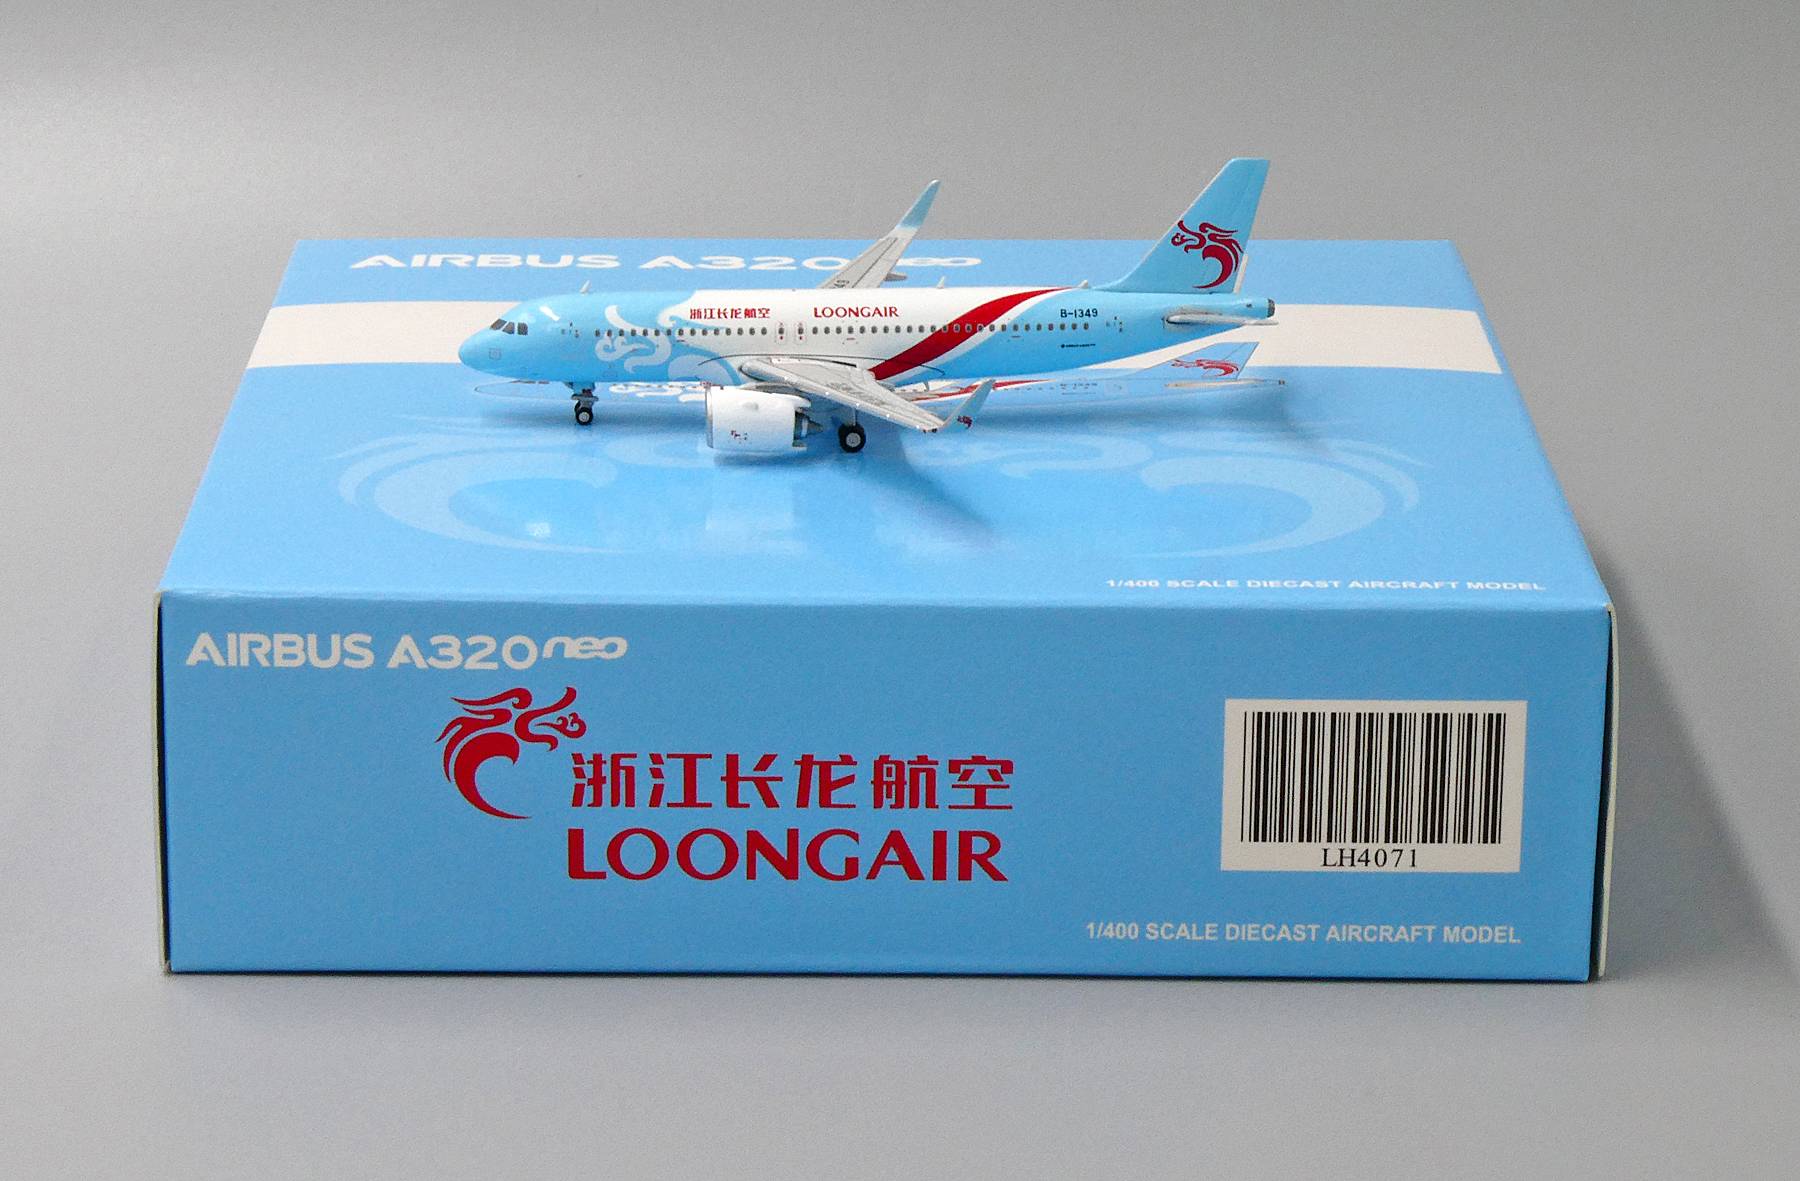 AIRBUS A320neo
浙江长龙航空 LOONGAIR
B-1349
1/400 SCALE DIECAST AIRCRAFT MODEL
AIRBUS A320neo
浙江长龙航空
LOONGAIR
LH4071
1/400 SCALE DIECAST AIRCRAFT MODEL